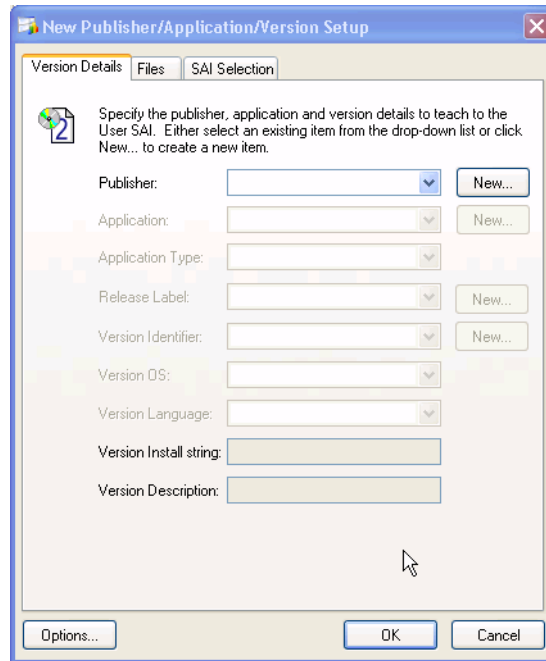 New Publisher/Application/Version Setup
Version Details Files SAI Selection
2
Specify the publisher, application and version details to teach to the
User SAI. Either select an existing item from the drop-down list or click
New... to create a new item.
Publisher: New...
Application: New...
Application Type:
Release Label: New...
Version Identifier: New...
Version OS:
Version Language:
Version Install string:
Version Description:
Options... OK Cancel